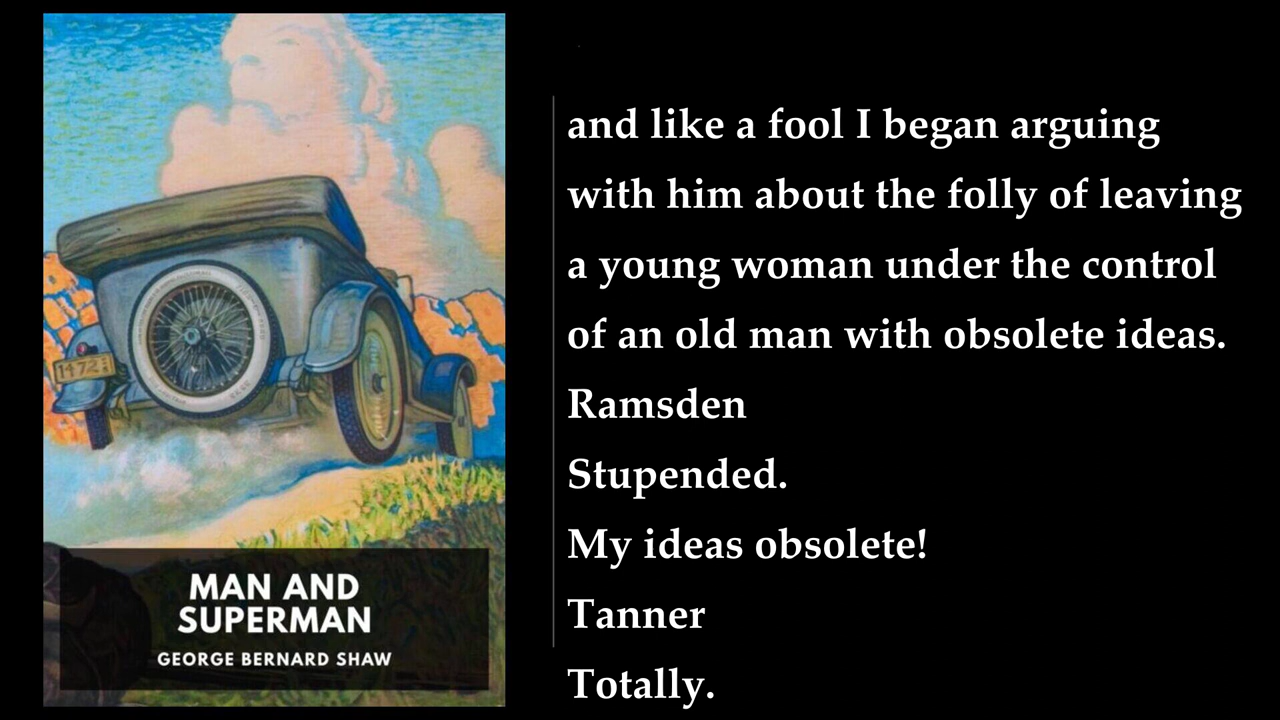 1472
MAN AND
SUPERMAN
GEORGE BERNARD SHAW
and like a fool I began arguing
with him about the folly of leaving
a young woman under the control
of an old man with obsolete ideas.
Ramsden
Stupended.
My ideas obsolete!
Tanner
Totally.